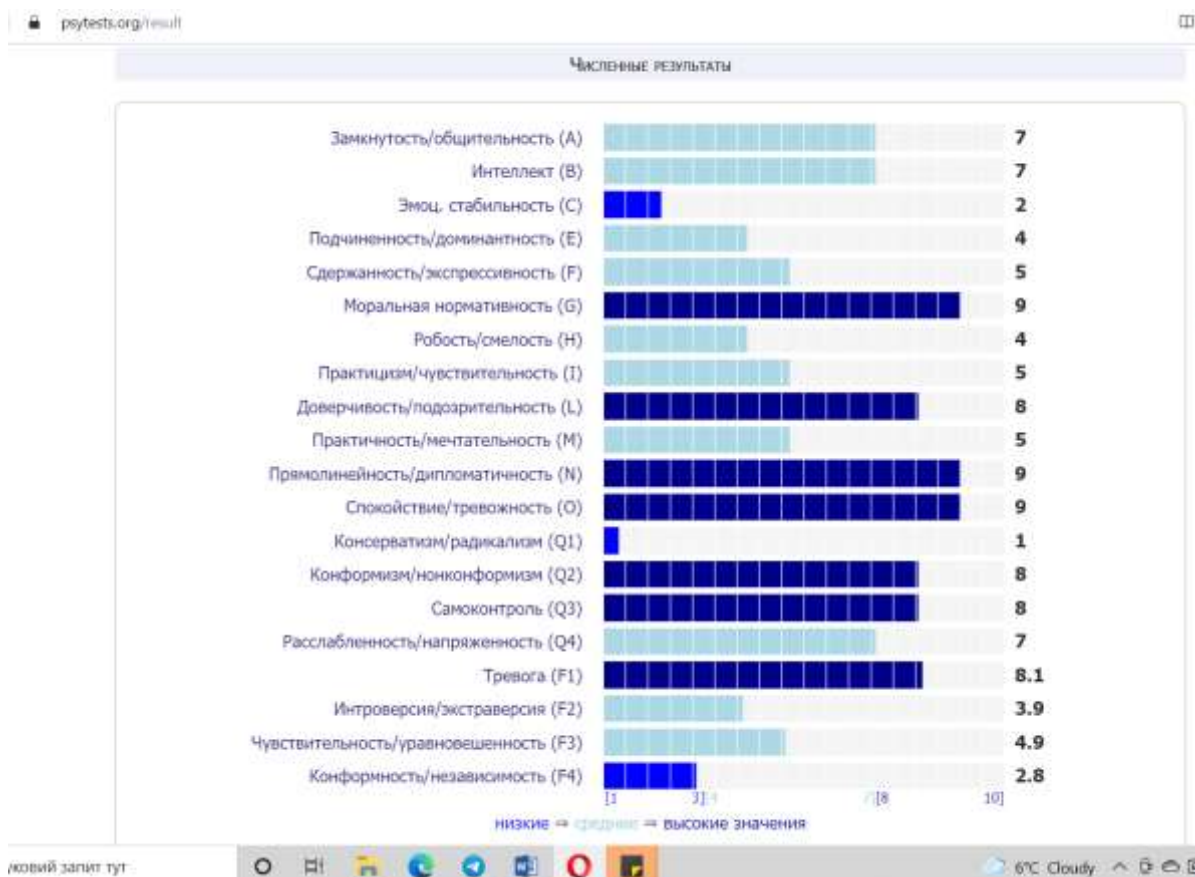 psytests.org/result
Численные результаты
Замкнутость/общительность (A) 7
Интеллект (B) 7
Эмоц. стабильность (C) 2
Подчиненность/доминантность (E) 4
Сдержанность/экспрессивность (F) 5
Моральная нормативность (G) 9
Робость/смелость (H) 4
Практицизм/чувствительность (I) 5
Доверчивость/подозрительность (L) 8
Практичность/мечтательность (M) 5
Прямолинейность/дипломатичность (N) 9
Спокойствие/тревожность (O) 9
Консерватизм/радикализм (Q1) 1
Конформизм/нонконформизм (Q2) 8
Самоконтроль (Q3) 8
Расслабленность/напряженность (Q4) 7
Тревога (F1) 8.1
Интроверсия/экстраверсия (F2) 3.9
Чувствительность/уравновешенность (F3) 4.9
Конформность/независимость (F4) 2.8
[1 3][4 7][8 10]
низкие ⇒ средние ⇒ высокие значения
запит тут 6°C Cloudy